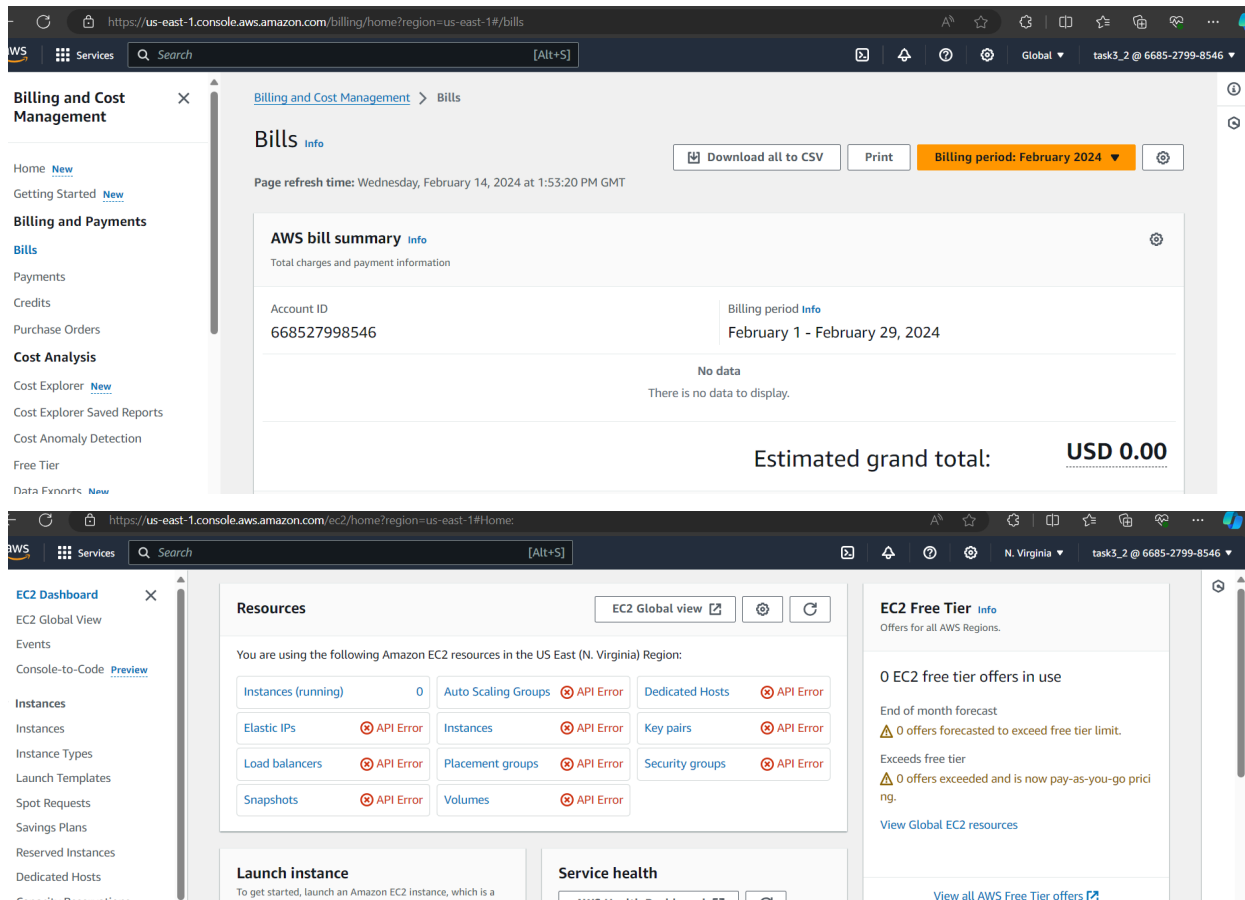 https://us-east-1.console.aws.amazon.com/billing/home?region=us-east-1#/bills
aws Services Search [Alt+S] Global task3_2 @ 6685-2799-8546
Billing and Cost Management
Home New
Getting Started New
Billing and Payments
Bills
Payments
Credits
Purchase Orders
Cost Analysis
Cost Explorer New
Cost Explorer Saved Reports
Cost Anomaly Detection
Free Tier
Data Exports New
Billing and Cost Management > Bills
Bills Info
Download all to CSV Print Billing period: February 2024
Page refresh time: Wednesday, February 14, 2024 at 1:53:20 PM GMT
AWS bill summary Info
Total charges and payment information
Account ID
668527998546
Billing period Info
February 1 - February 29, 2024
No data
There is no data to display.
Estimated grand total: USD 0.00
https://us-east-1.console.aws.amazon.com/ec2/home?region=us-east-1#Home:
aws Services Search [Alt+S] N. Virginia task3_2 @ 6685-2799-8546
EC2 Dashboard
EC2 Global View
Events
Console-to-Code Preview
Instances
Instances
Instance Types
Launch Templates
Spot Requests
Savings Plans
Reserved Instances
Dedicated Hosts
Resources EC2 Global view
You are using the following Amazon EC2 resources in the US East (N. Virginia) Region:
Instances (running) 0 Auto Scaling Groups API Error Dedicated Hosts API Error
Elastic IPs API Error Instances API Error Key pairs API Error
Load balancers API Error Placement groups API Error Security groups API Error
Snapshots API Error Volumes API Error
Launch instance
To get started, launch an Amazon EC2 instance, which is a
Service health
EC2 Free Tier Info
Offers for all AWS Regions.
0 EC2 free tier offers in use
End of month forecast
0 offers forecasted to exceed free tier limit.
Exceeds free tier
0 offers exceeded and is now pay-as-you-go prici
ng.
View Global EC2 resources
View all AWS Free Tier offers